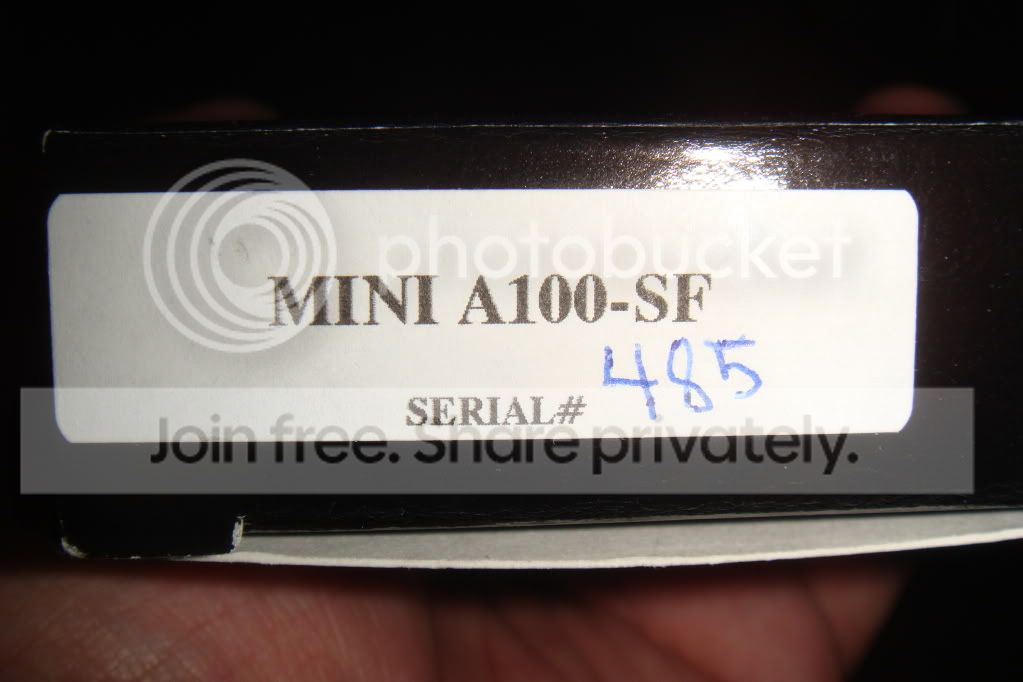 photobucket
MINI A100-SF
485
SERIAL#
Join free. Share privately.